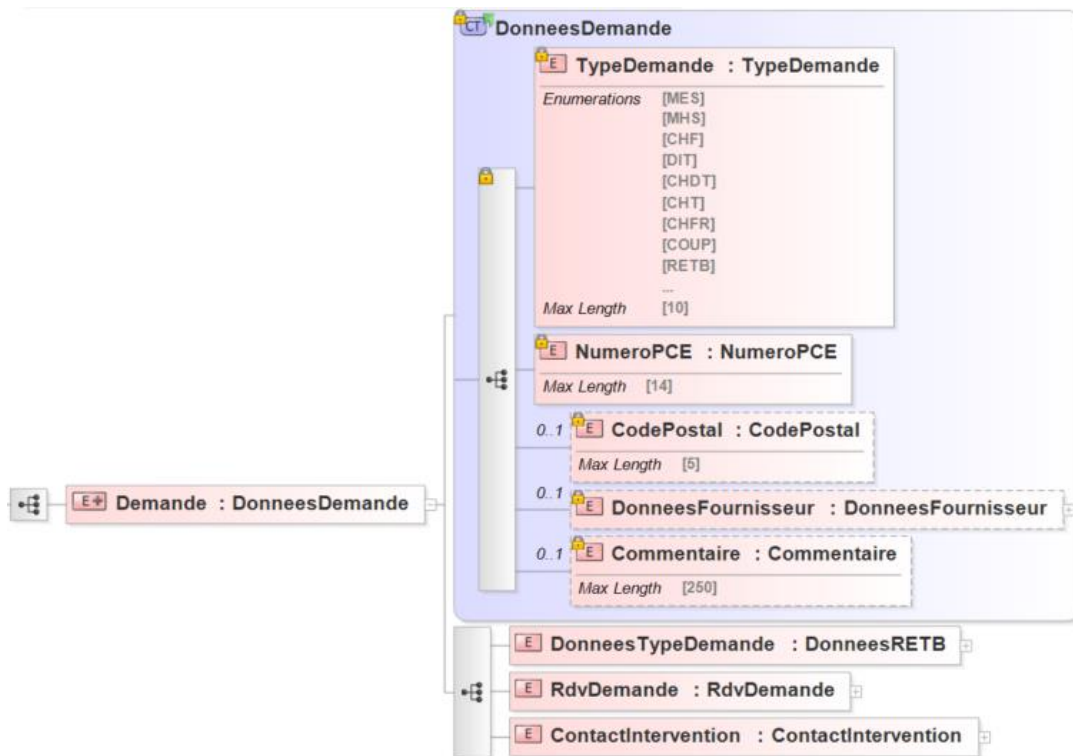 CT DonneesDemande
E TypeDemande : TypeDemande
Enumerations [MES]
[MHS]
[CHF]
[DIT]
[CHDT]
[CHT]
[CHFR]
[COUP]
[RETB]
...
Max Length [10]
E NumeroPCE : NumeroPCE
Max Length [14]
0..1 E CodePostal : CodePostal
Max Length [5]
E Demande : DonneesDemande
0..1 E DonneesFournisseur : DonneesFournisseur
0..1 E Commentaire : Commentaire
Max Length [250]
E DonneesTypeDemande : DonneesRETB
E RdvDemande : RdvDemande
E ContactIntervention : ContactIntervention